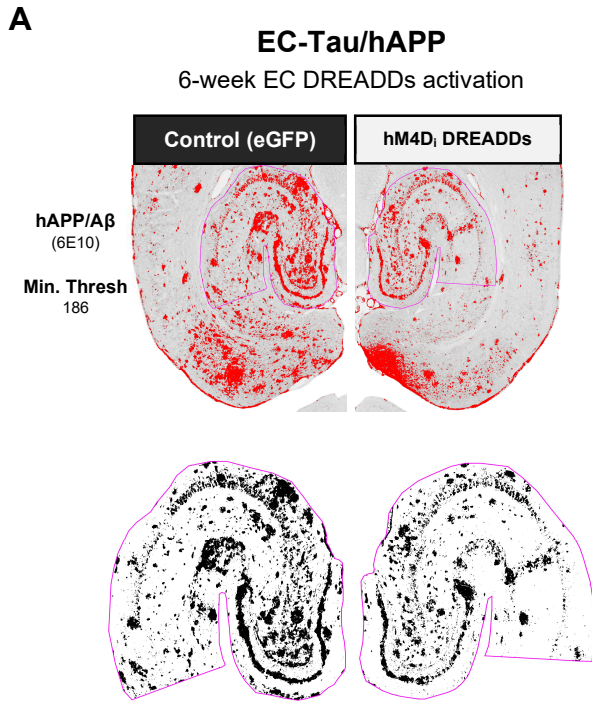 A
EC-Tau/hAPP
6-week EC DREADDs activation
Control (eGFP)
hM4Dᵢ DREADDs
hAPP/Aβ
(6E10)
Min. Thresh
186